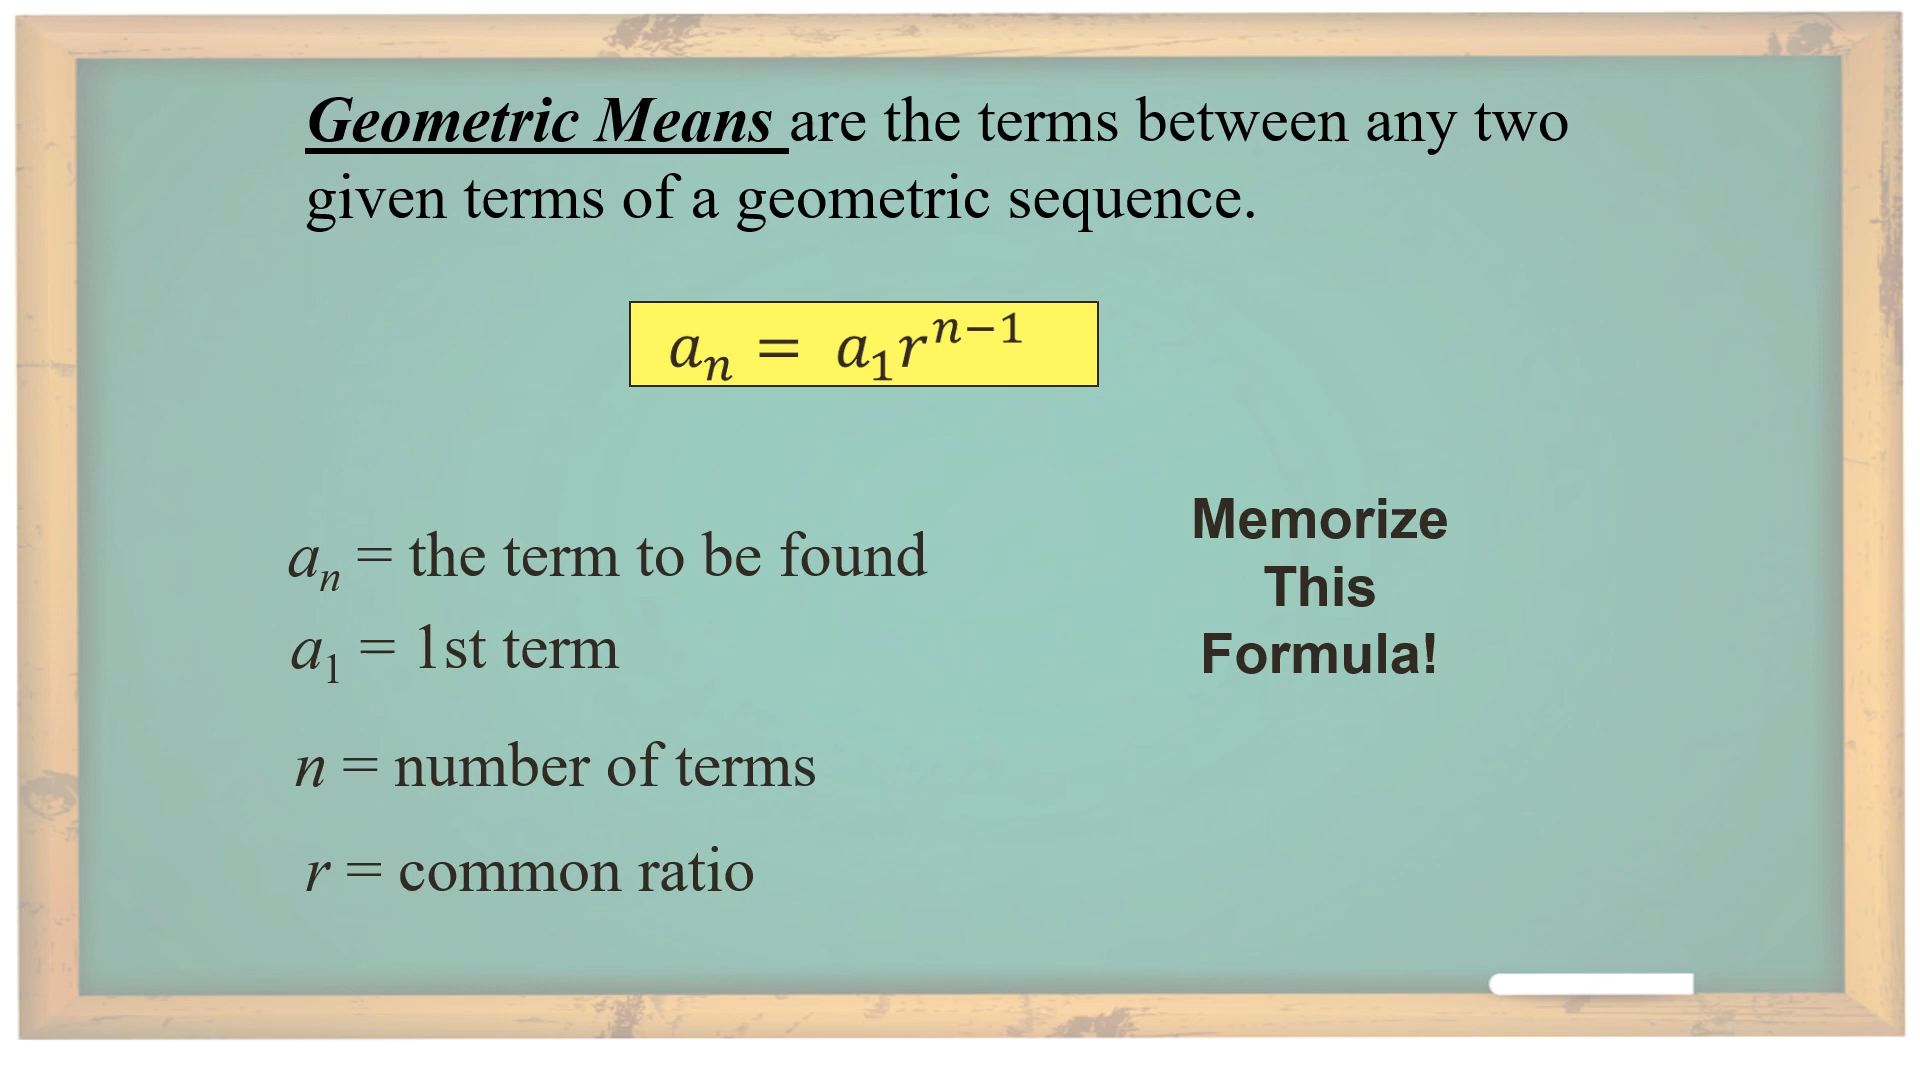 Geometric Means are the terms between any two
given terms of a geometric sequence.
aₙ = a₁rⁿ⁻¹
aₙ = the term to be found
a₁ = 1st term
Memorize
This
Formula!
n = number of terms
r = common ratio